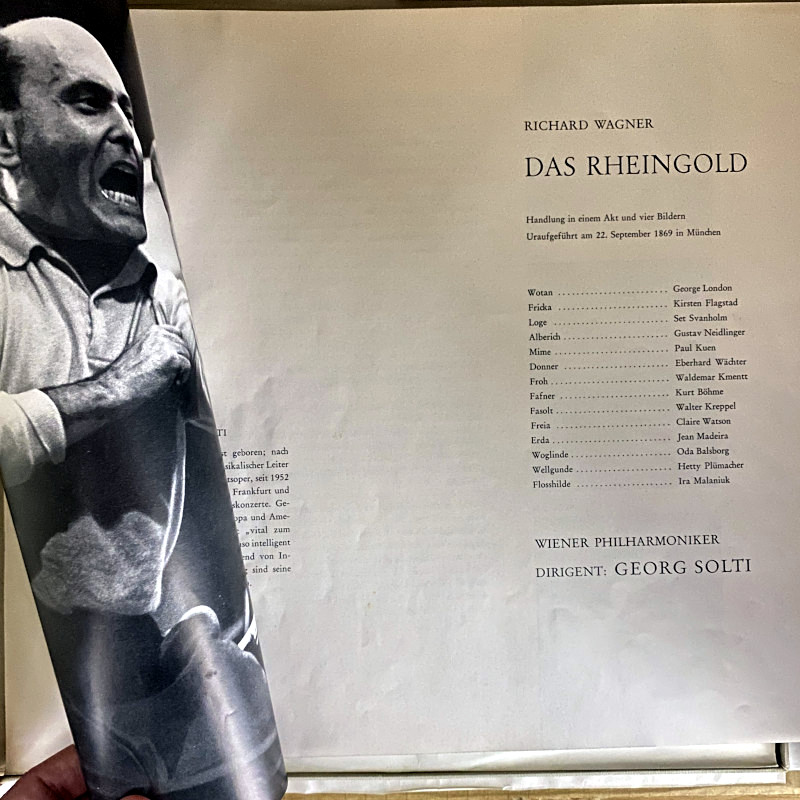 RICHARD WAGNER
DAS RHEINGOLD
Handlung in einem Akt und vier Bildern
Uraufgeführt am 22. September 1869 in München
Wotan ........................ George London
Fricka ........................ Kirsten Flagstad
Loge ........................ Set Svanholm
Alberich ........................ Gustav Neidlinger
Mime ........................ Paul Kuen
Donner ........................ Eberhard Wächter
Froh ........................ Waldemar Kmentt
Fafner ........................ Kurt Böhme
Fasolt ........................ Walter Kreppel
Freia ........................ Claire Watson
Erda ........................ Jean Madeira
Woglinde ........................ Oda Balsborg
Wellgunde ........................ Hetty Plümacher
Flosshilde ........................ Ira Malaniuk
WIENER PHILHARMONIKER
DIRIGENT: GEORG SOLTI
TI
st geboren; nach
sikalischer Leiter
tsoper, seit 1952
Frankfurt und
skonzerte. Ge-
opa und Ame-
„vital zum
so intelligent
end von In-
sind seine